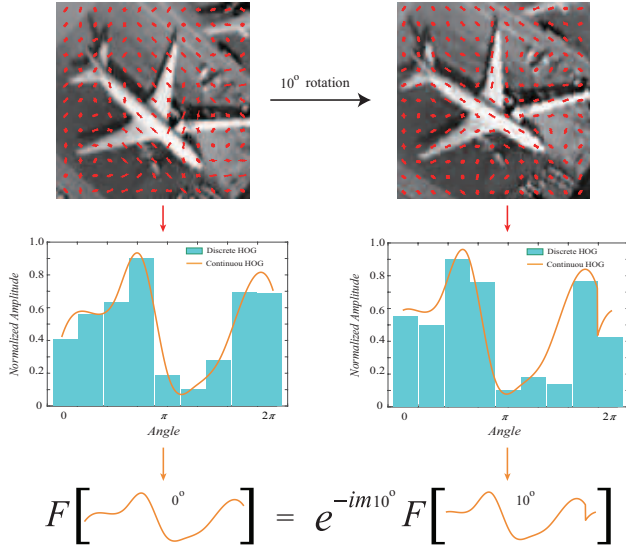 10° rotation
1.0
0.8
0.6
0.4
0.2
0
Normalized Amplitude
Discrete HOG
Continuou HOG
0
π
2π
Angle
1.0
0.8
0.6
0.4
0.2
0
Normalized Amplitude
Discrete HOG
Continuou HOG
0
π
2π
Angle
F[ 0° ] = e^{-im10°} F[ 10° ]